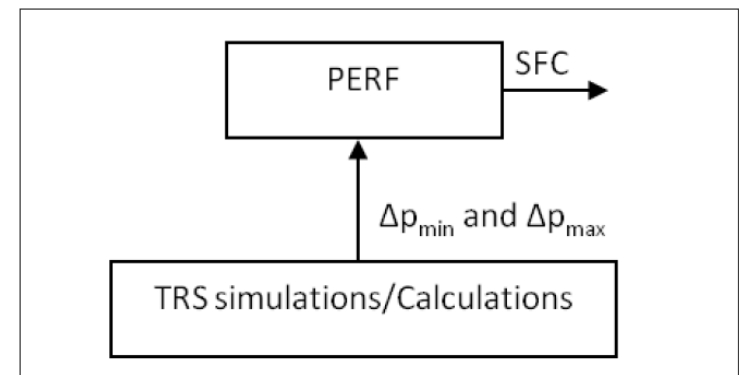 PERF
SFC
Δpmin and Δpmax
TRS simulations/Calculations